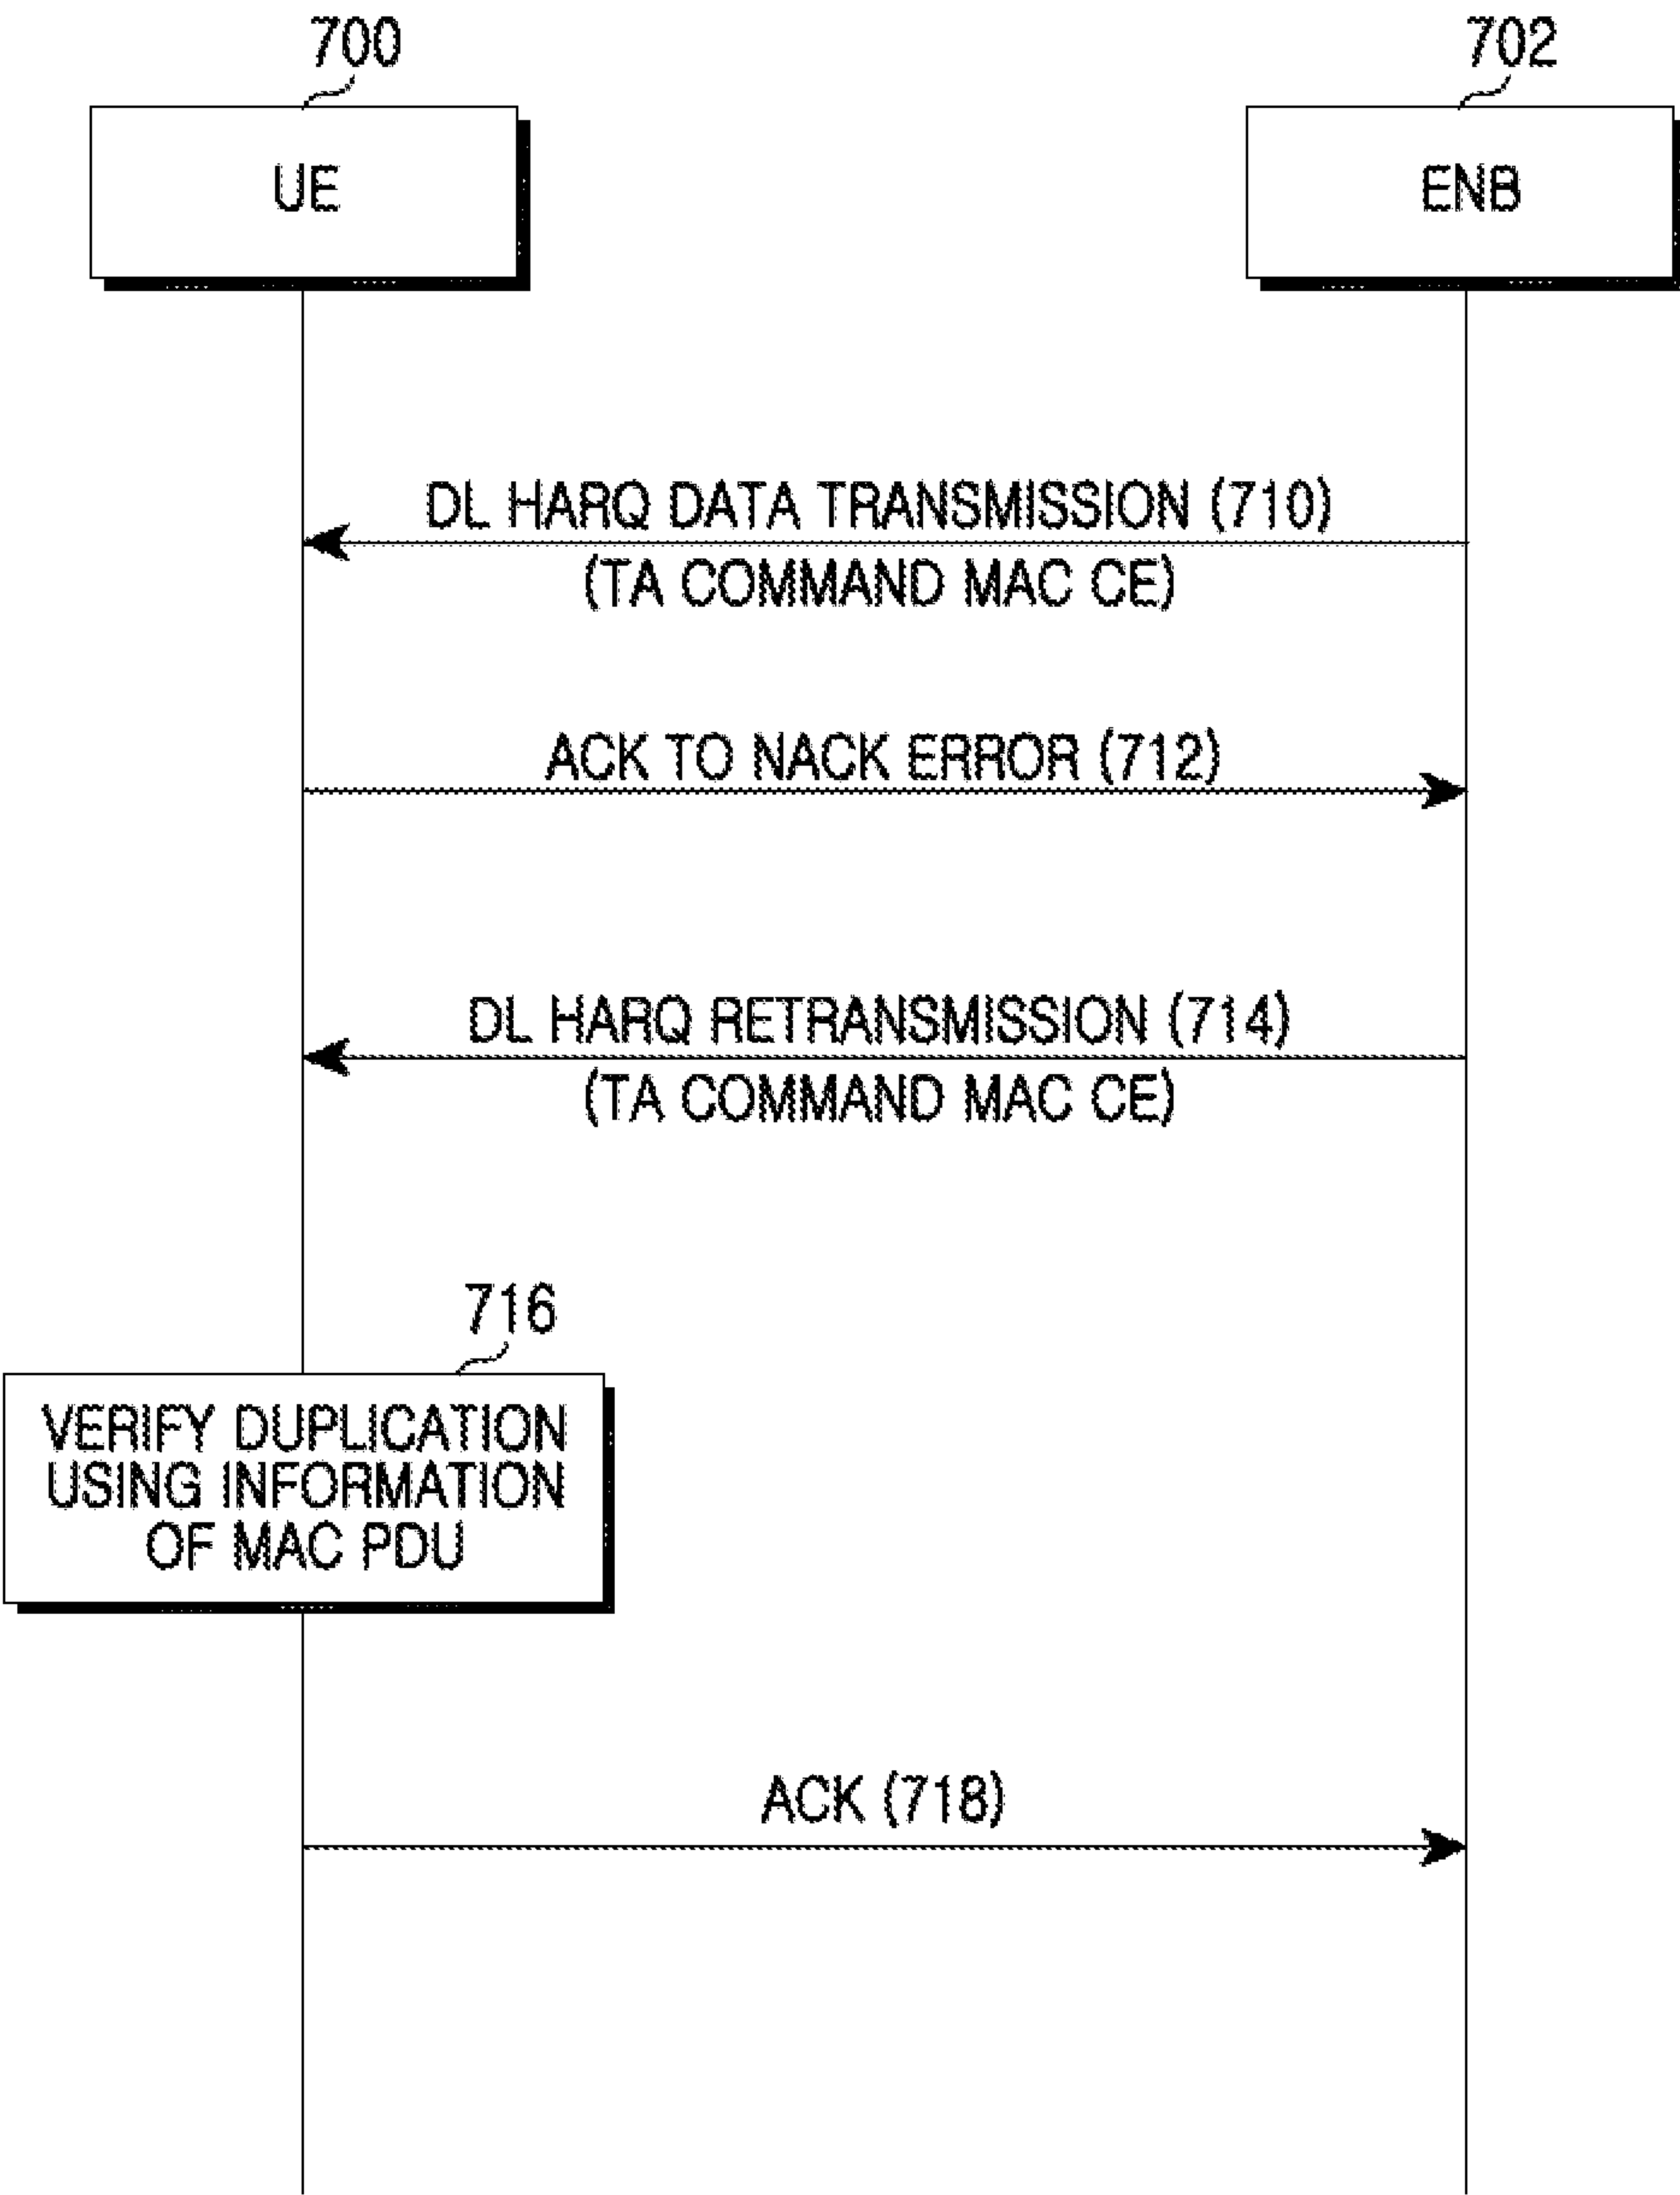 700
702
UE
ENB
DL HARQ DATA TRANSMISSION (710)
(TA COMMAND MAC CE)
ACK TO NACK ERROR (712)
DL HARQ RETRANSMISSION (714)
(TA COMMAND MAC CE)
716
VERIFY DUPLICATION
USING INFORMATION
OF MAC PDU
ACK (718)